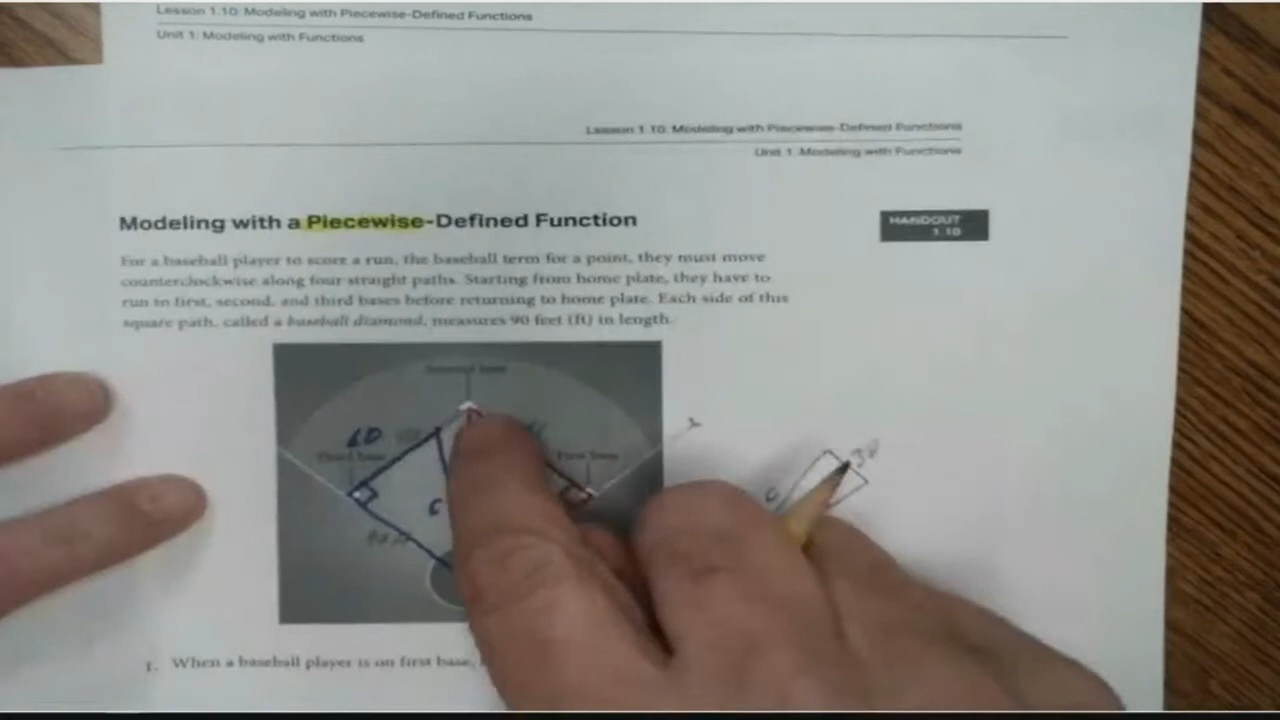 Lesson 1.10: Modeling with Piecewise-Defined Functions
Unit 1: Modeling with Functions
Lesson 1.10: Modeling with Piecewise-Defined Functions
Unit 1: Modeling with Functions
Modeling with a Piecewise-Defined Function
HANDOUT
1.10
For a baseball player to score a run, the baseball term for a point, they must move
counterclockwise along four straight paths. Starting from home plate, they have to
run to first, second, and third bases before returning to home plate. Each side of this
square path, called a baseball diamond, measures 90 feet (ft) in length.
Second base
Third base
First base
90 ft
C
1. When a baseball player is on first base,